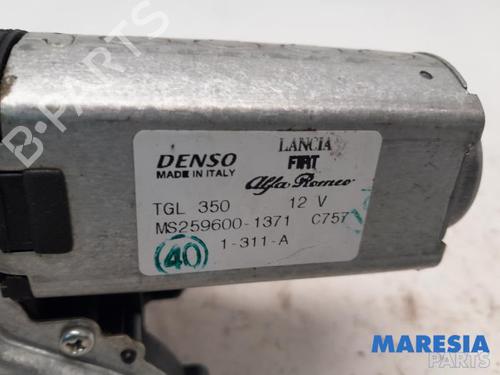 DENSO
MADE IN ITALY
LANCIA
FIAT
Alfa Romeo
TGL 350 12 V
MS259600-1371 C757
40 1-311-A
B-PARTS
MARESIA
PARTS